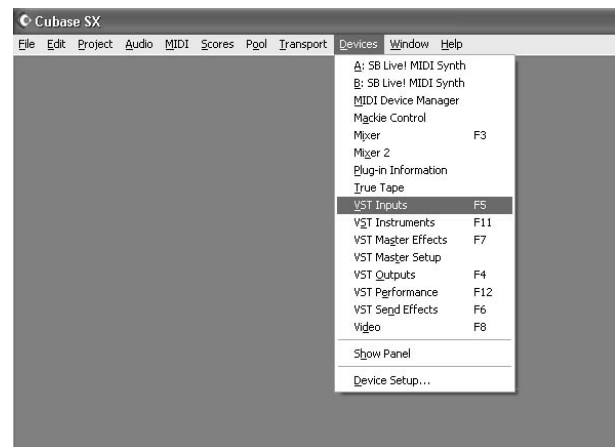 Cubase SX
File Edit Project Audio MIDI Scores Pool Transport Devices Window Help
A: SB Live! MIDI Synth
B: SB Live! MIDI Synth
MIDI Device Manager
Mackie Control
Mixer F3
Mixer 2
Plug-in Information
True Tape
VST Inputs F5
VST Instruments F11
VST Master Effects F7
VST Master Setup
VST Outputs F4
VST Performance F12
VST Send Effects F6
Video F8
Show Panel
Device Setup...